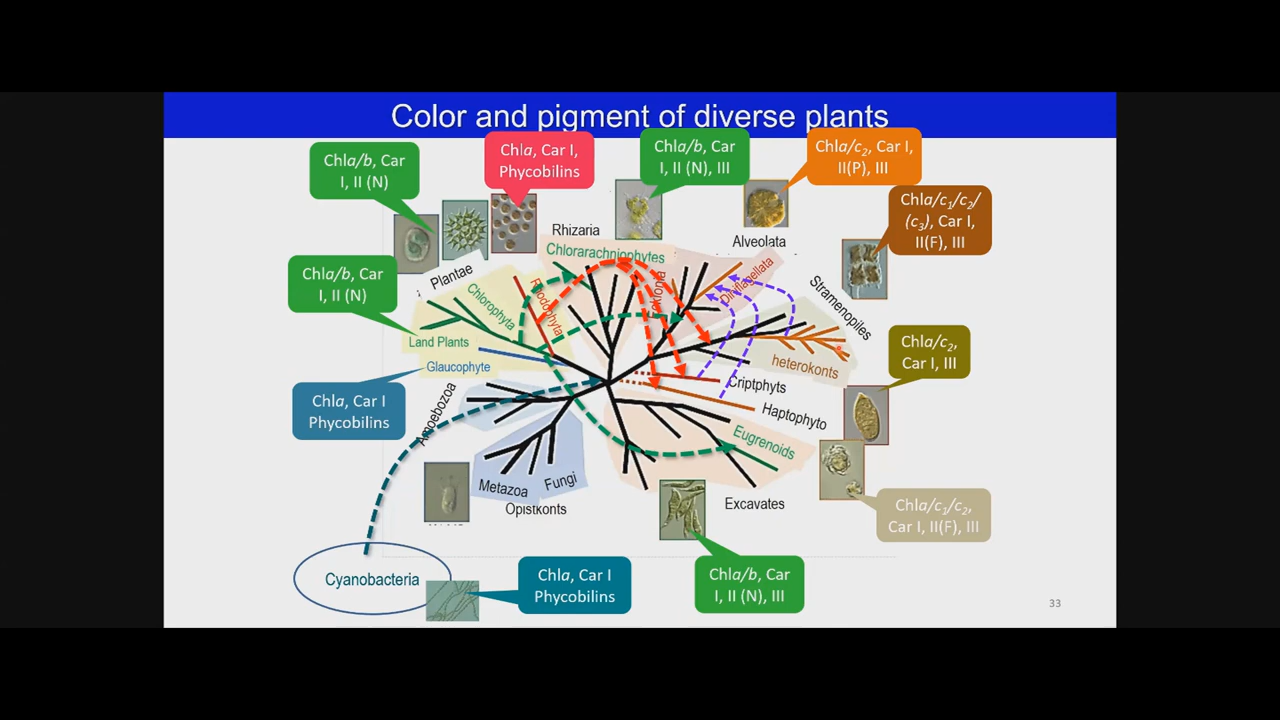 Color and pigment of diverse plants
Chla/b, Car
I, II (N)
Chla, Car I,
Phycobilins
Chla/b, Car
I, II (N), III
Chla/c2, Car I,
II(P), III
Chla/c1/c2/
(c3), Car I,
II(F), III
Rhizaria
Chlorarachniophytes
Alveolata
Plantae
Chla/b, Car
I, II (N)
Chlorophyta
Rhodophyta
Dinflagellata
Stramenopiles
Land Plants
Glaucophyte
heterokonts
Chla/c2,
Car I, III
Chla, Car I
Phycobilins
Amoebozoa
Criptphyts
Haptophyto
Eugrenoids
Metazoa
Fungi
Opistkonts
Excavates
Chla/c1/c2,
Car I, II(F), III
Cyanobacteria
Chla, Car I
Phycobilins
Chla/b, Car
I, II (N), III
33